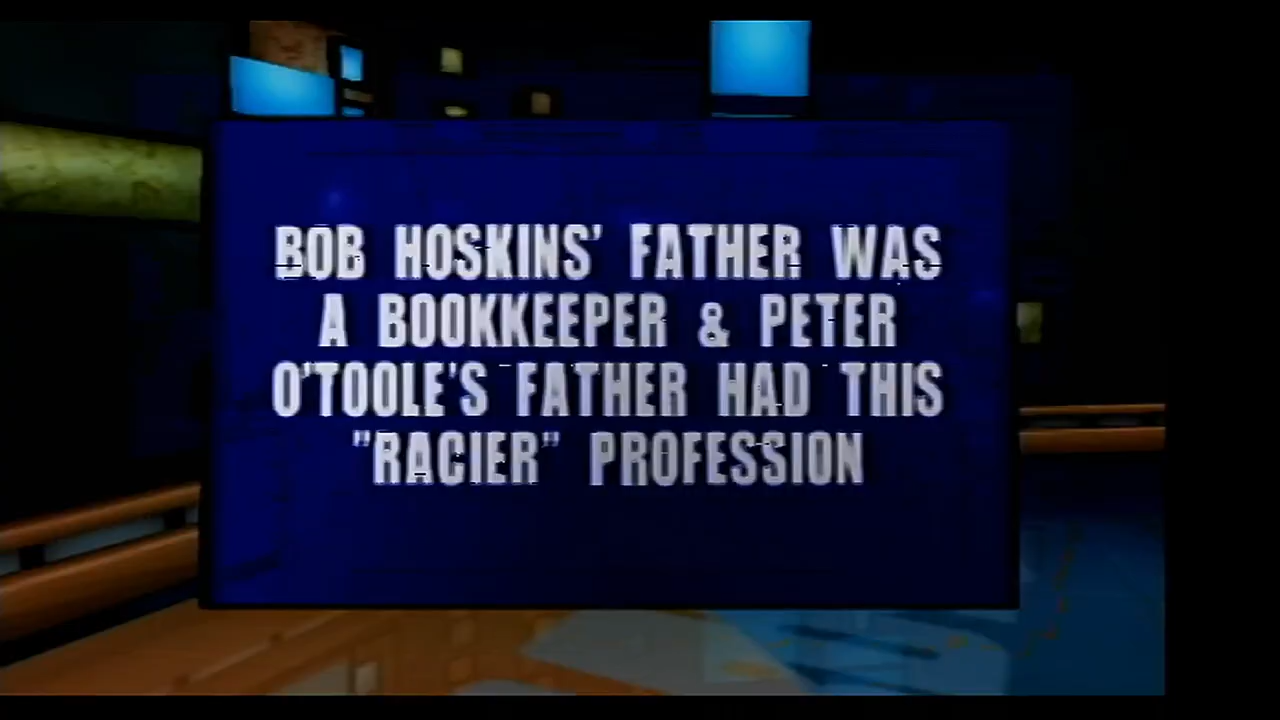 BOB HOSKINS' FATHER WAS
A BOOKKEEPER & PETER
O'TOOLE'S FATHER HAD THIS
"RACIER" PROFESSION